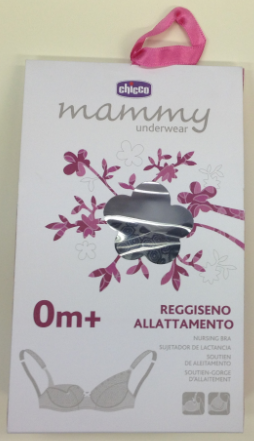 chicco
mammy
underwear
0m+
REGGISENO
ALLATTAMENTO
NURSING BRA
SUJETADOR DE LACTANCIA
SOUTIEN
DE ALEITAMENTO
SOUTIEN-GORGE
D'ALLAITEMENT